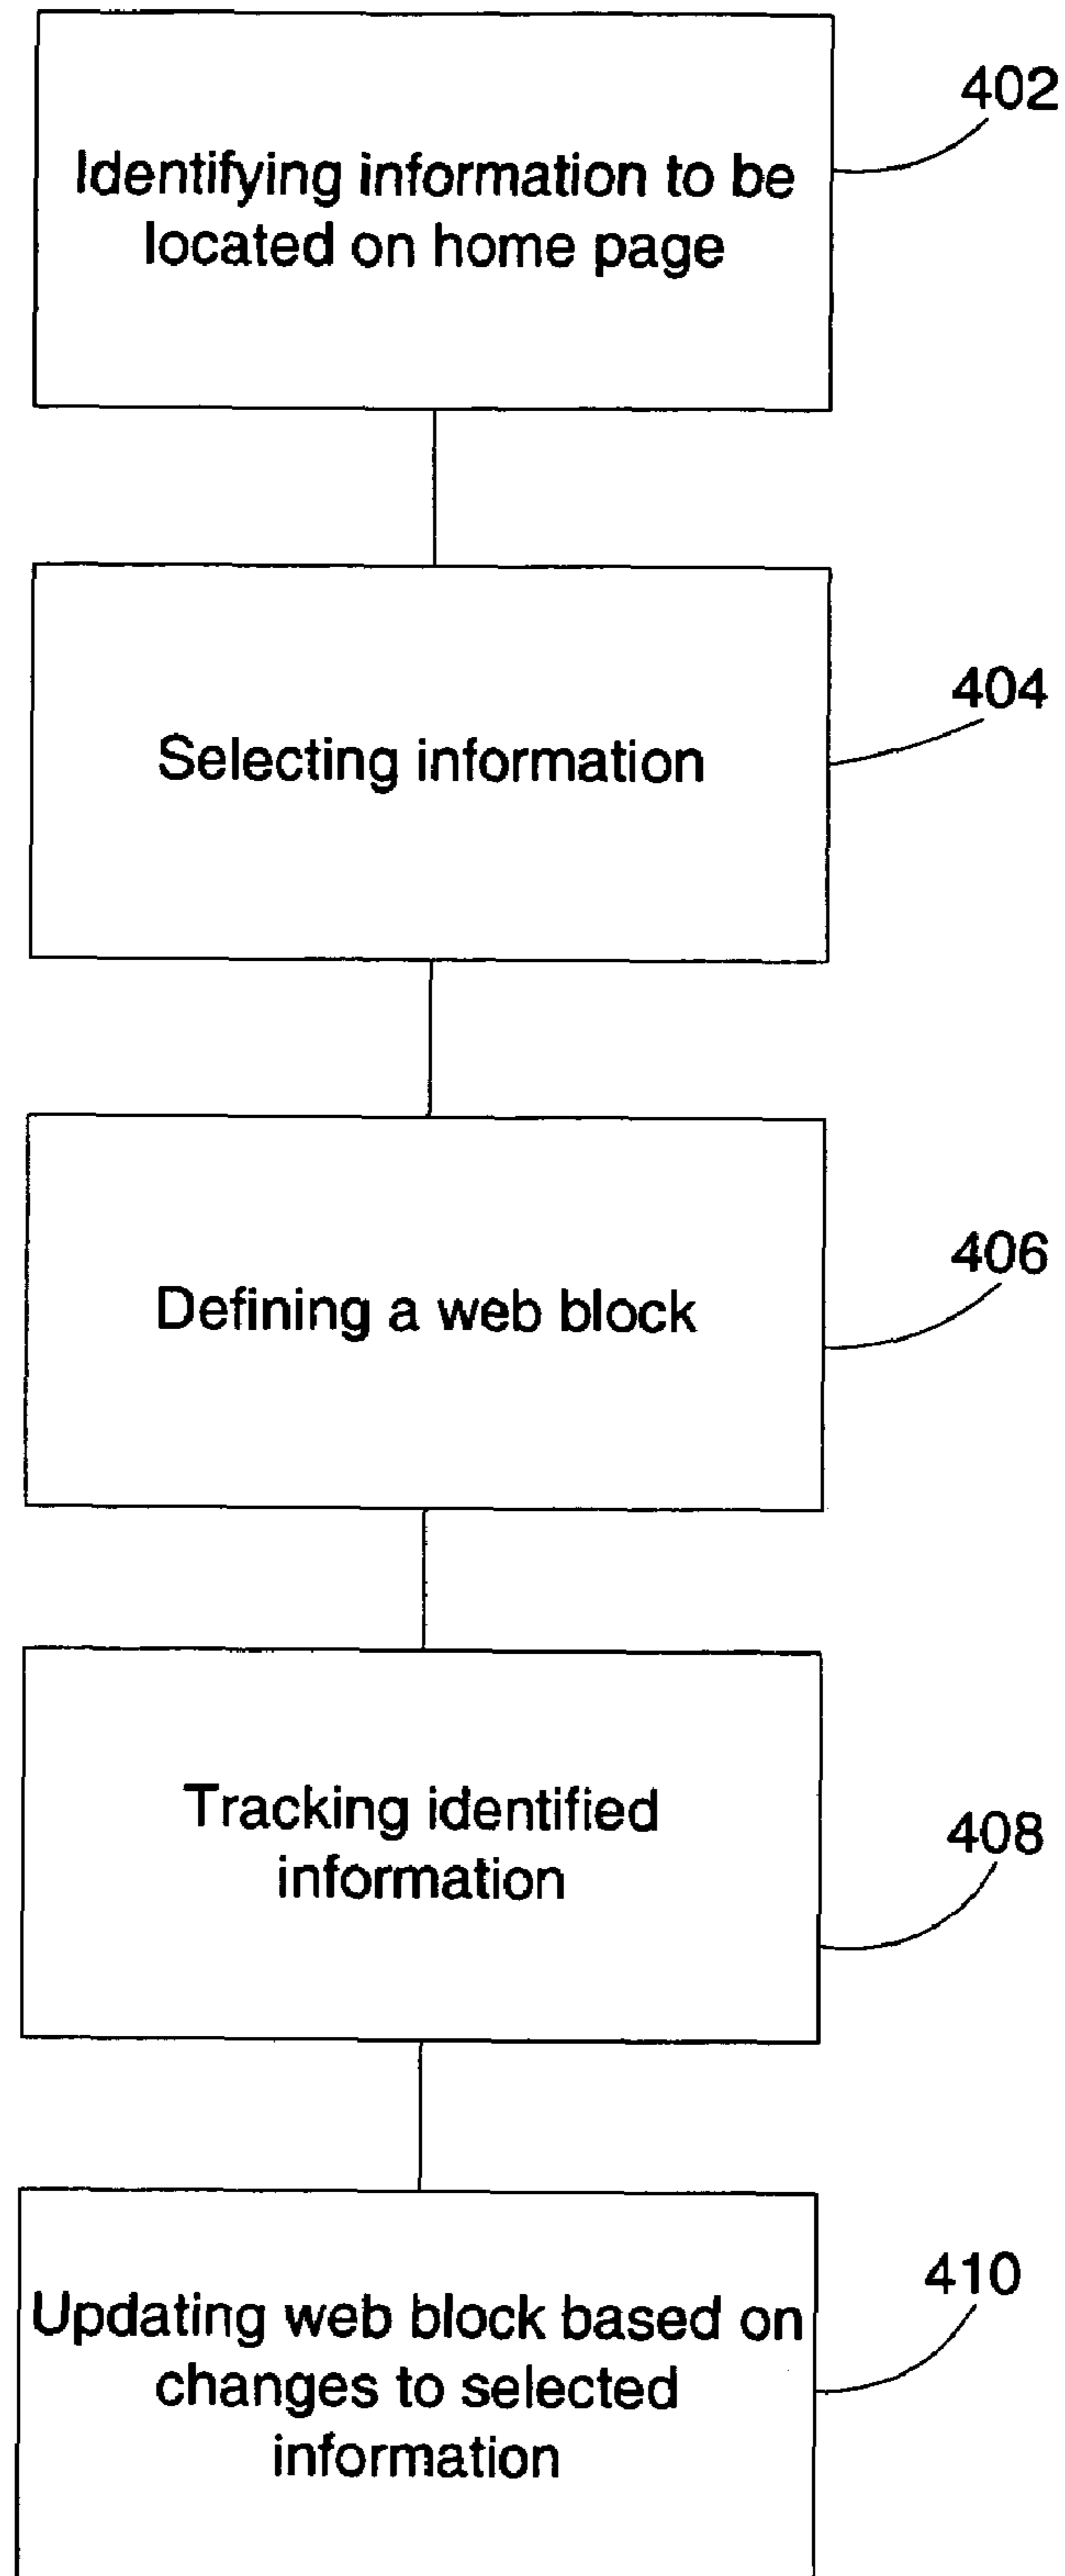 402
Identifying information to be
located on home page
404
Selecting information
406
Defining a web block
408
Tracking identified
information
410
Updating web block based on
changes to selected
information